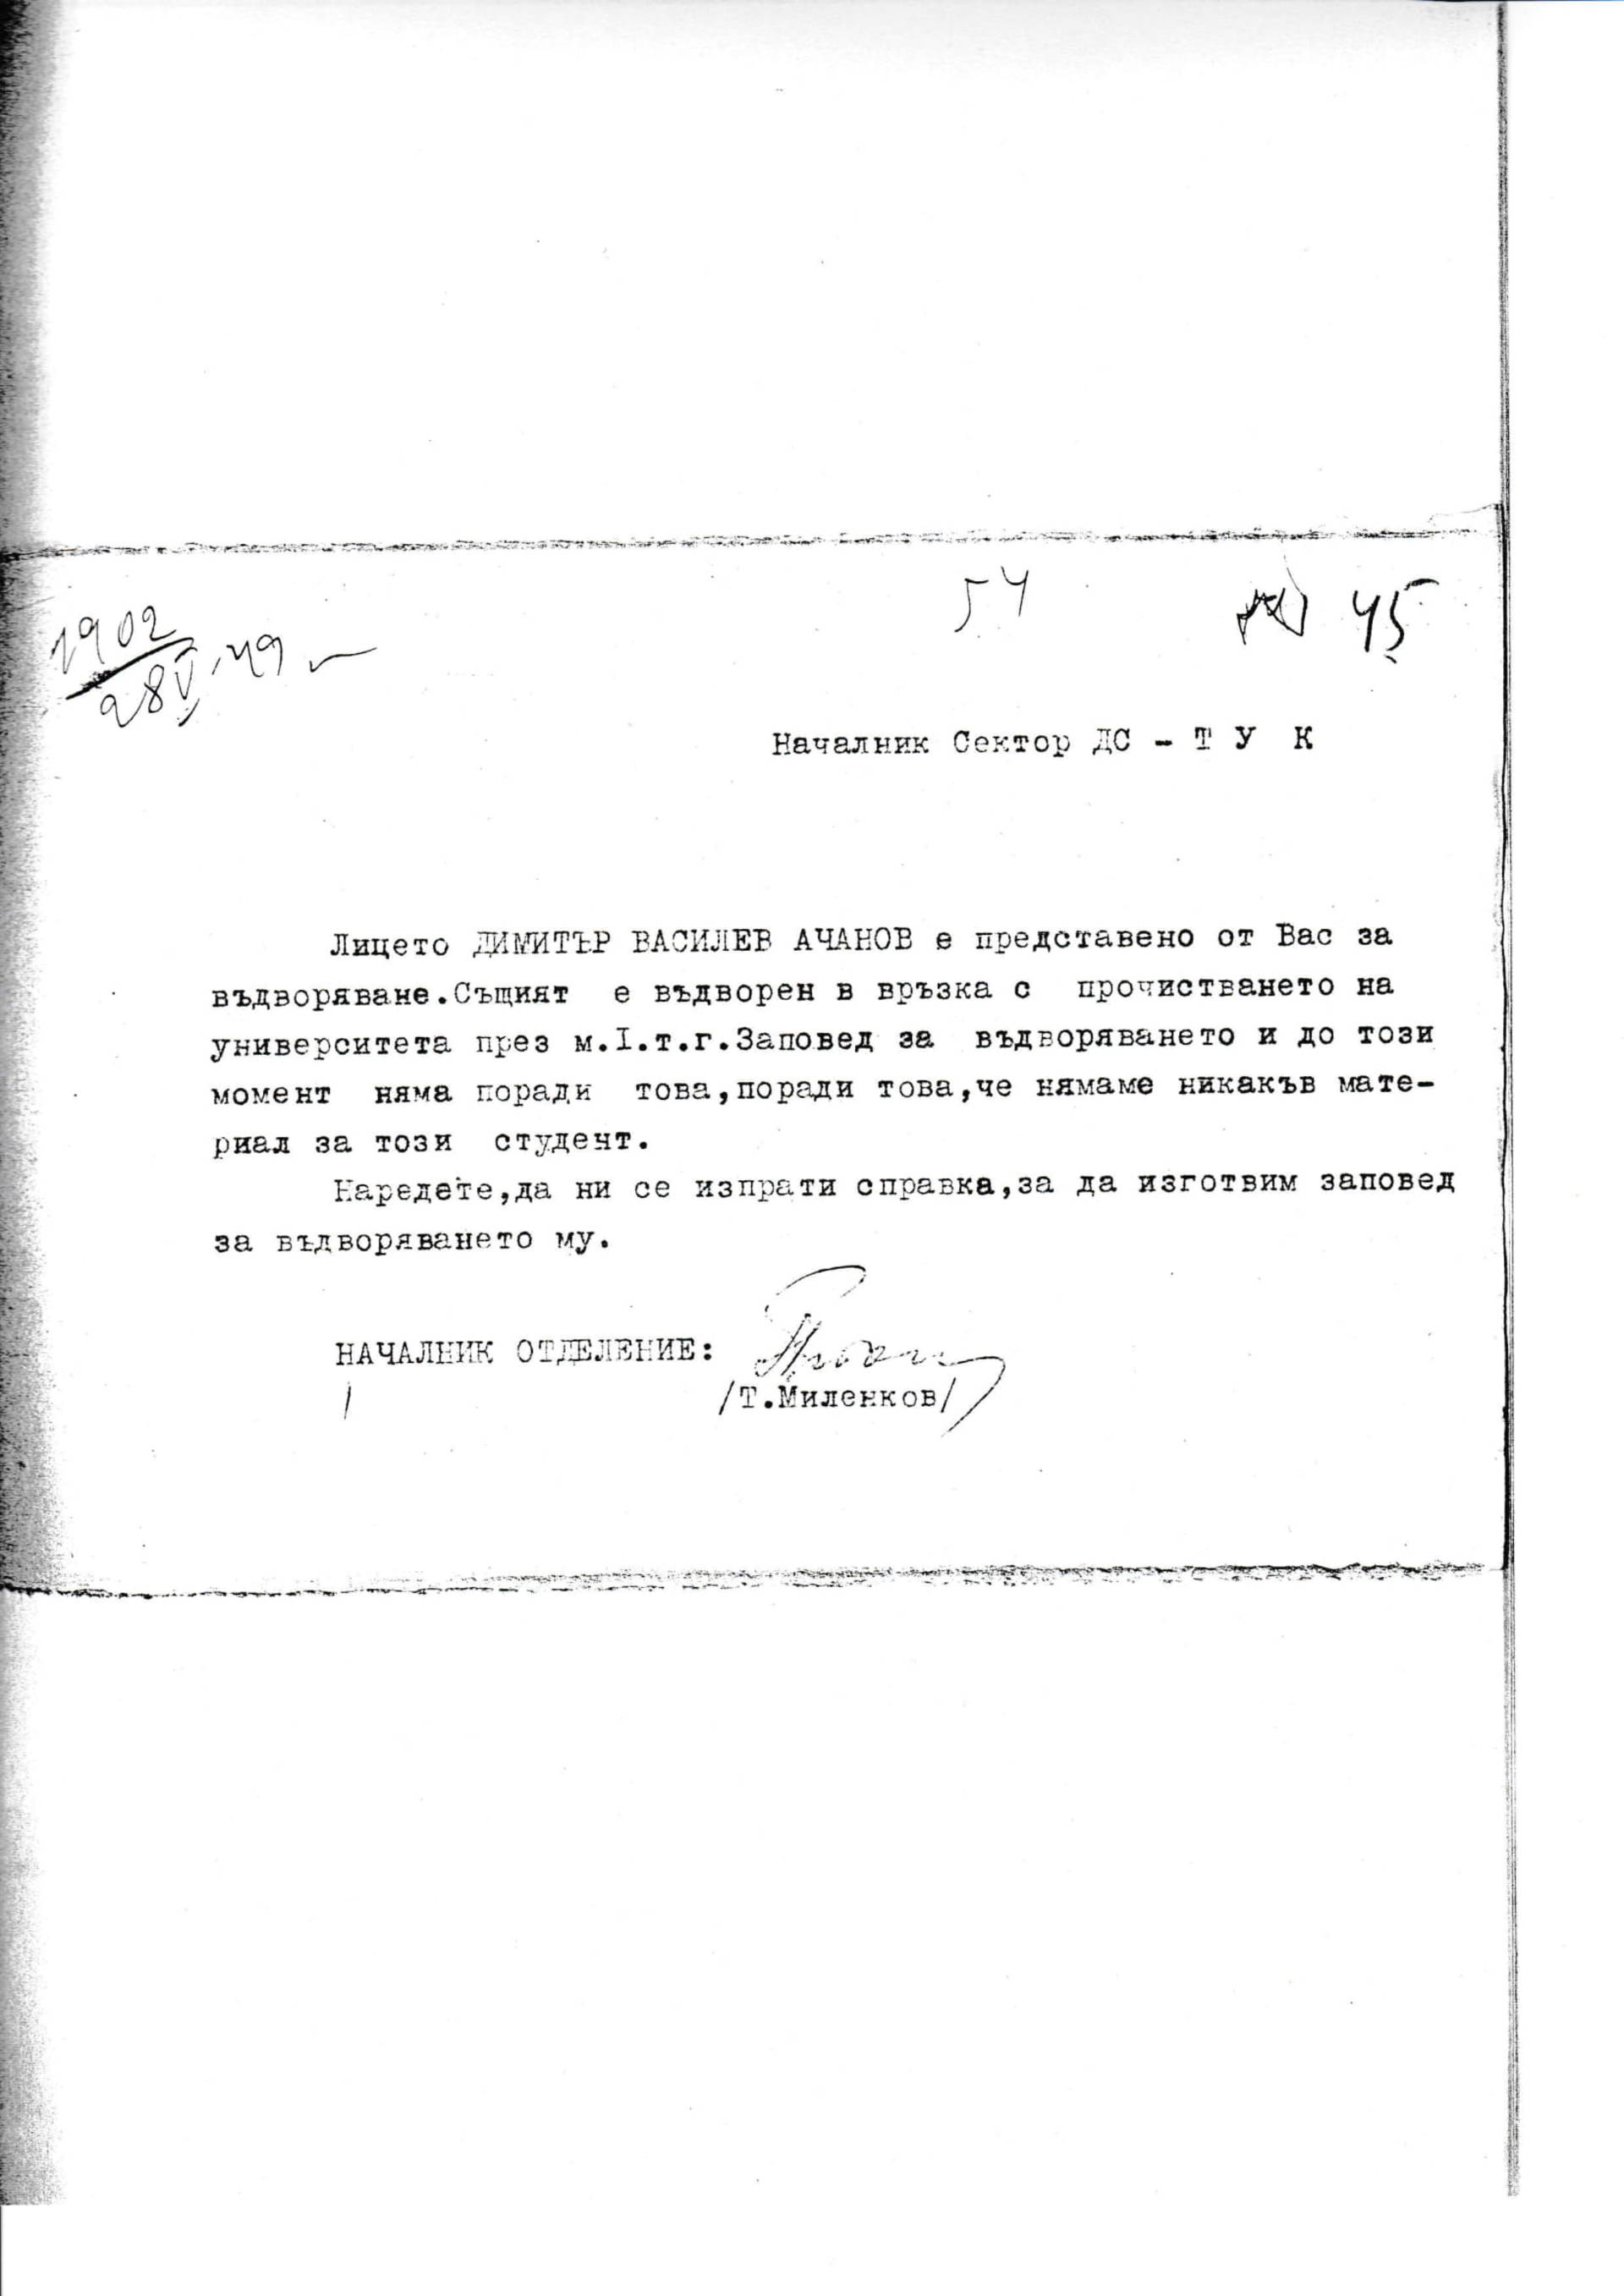 54
45
1902
28 V. 49
Началник Сектор ДС - Т У К
Лицето ДИМИТЪР ВАСИЛЕВ АЧАНОВ е представено от Вас за
въдворяване.Същият е въдворен в връзка с прочистването на
университета през м.I.т.г.Заповед за въдворяването и до този
момент няма поради това,поради това,че нямаме никакъв мате-
риал за този студент.
Наредете,да ни се изпрати справка,за да изготвим заповед
за въдворяването му.
НАЧАЛНИК ОТДЕЛЕНИЕ:
/Т.Миленков/